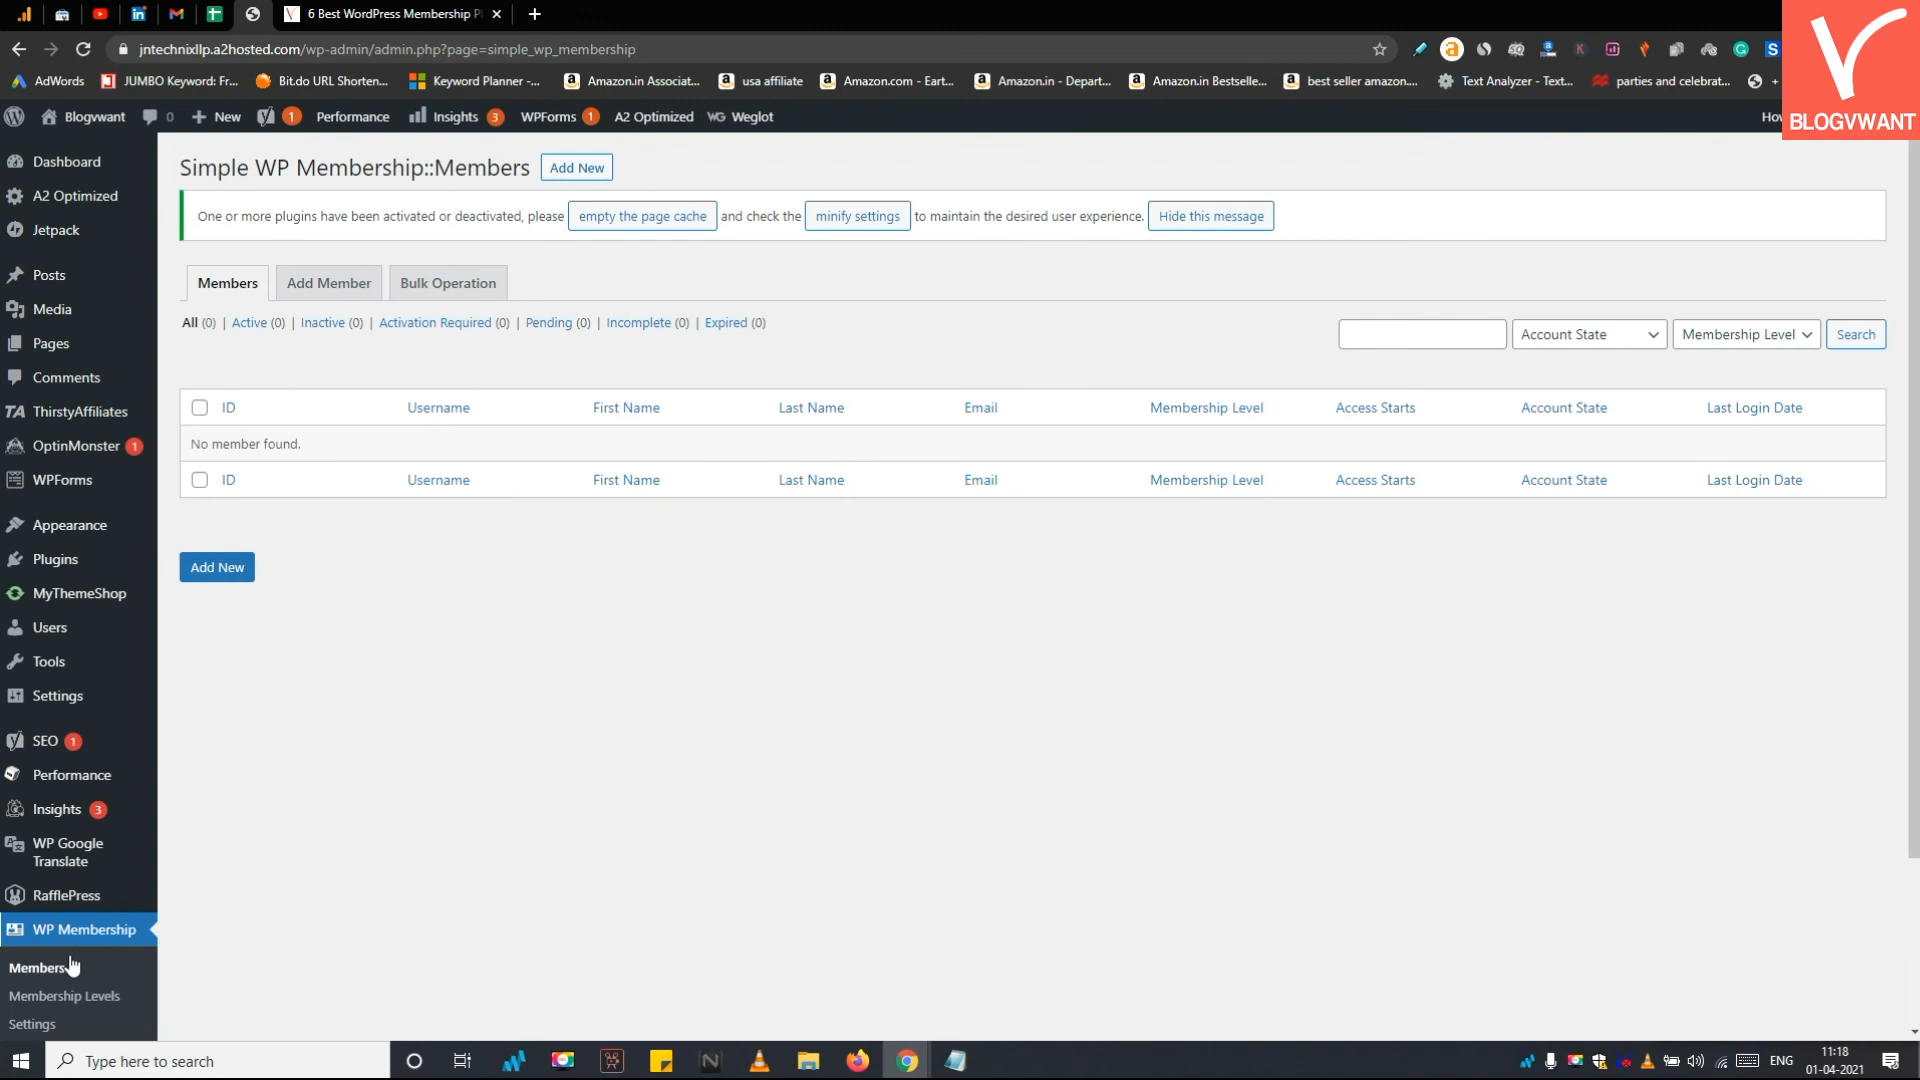 6 Best WordPress Membership Pl
jntechnixllp.a2hosted.com/wp-admin/admin.php?page=simple_wp_membership
AdWords JUMBO Keyword: Fr... Bit.do URL Shorten... Keyword Planner -... Amazon.in Associat... usa affiliate Amazon.com - Eart... Amazon.in - Depart... Amazon.in Bestselle... best seller amazon.... Text Analyzer - Text... parties and celebrat...
BLOGVWANT
Blogvwant 0 New 1 Performance Insights 3 WPForms 1 A2 Optimized WG Weglot
Simple WP Membership::Members Add New
One or more plugins have been activated or deactivated, please empty the page cache and check the minify settings to maintain the desired user experience. Hide this message
Members Add Member Bulk Operation
All (0) | Active (0) | Inactive (0) | Activation Required (0) | Pending (0) | Incomplete (0) | Expired (0)
Account State Membership Level Search
ID Username First Name Last Name Email Membership Level Access Starts Account State Last Login Date
No member found.
ID Username First Name Last Name Email Membership Level Access Starts Account State Last Login Date
Add New
Dashboard
A2 Optimized
Jetpack
Posts
Media
Pages
Comments
TA ThirstyAffiliates
OptinMonster 1
WPForms
Appearance
Plugins
MyThemeShop
Users
Tools
Settings
SEO 1
Performance
Insights 3
WP Google
Translate
RafflePress
WP Membership
Members
Membership Levels
Settings
Type here to search
ENG
11:18
01-04-2021